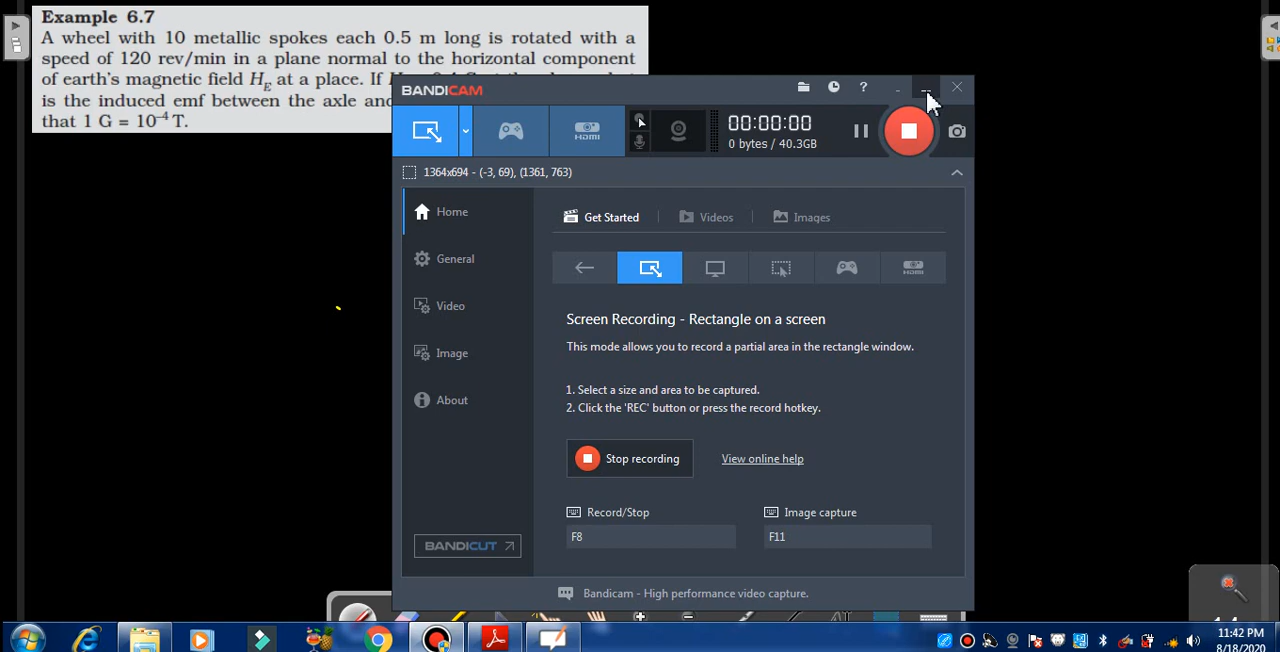 Example 6.7
A wheel with 10 metallic spokes each 0.5 m long is rotated with a
speed of 120 rev/min in a plane normal to the horizontal component
of earth's magnetic field HE at a place. If
is the induced emf between the axle and
that 1 G = 10⁻⁴ T.
BANDICAM
?
HDMI
00:00:00
0 bytes / 40.3GB
1364x694 - (-3, 69), (1361, 763)
Home
Get Started
Videos
Images
General
HDMI
Video
Screen Recording - Rectangle on a screen
This mode allows you to record a partial area in the rectangle window.
Image
1. Select a size and area to be captured.
2. Click the 'REC' button or press the record hotkey.
About
Stop recording
View online help
Record/Stop
Image capture
F8
F11
BANDICUT
Bandicam - High performance video capture.
11:42 PM
8/18/2020